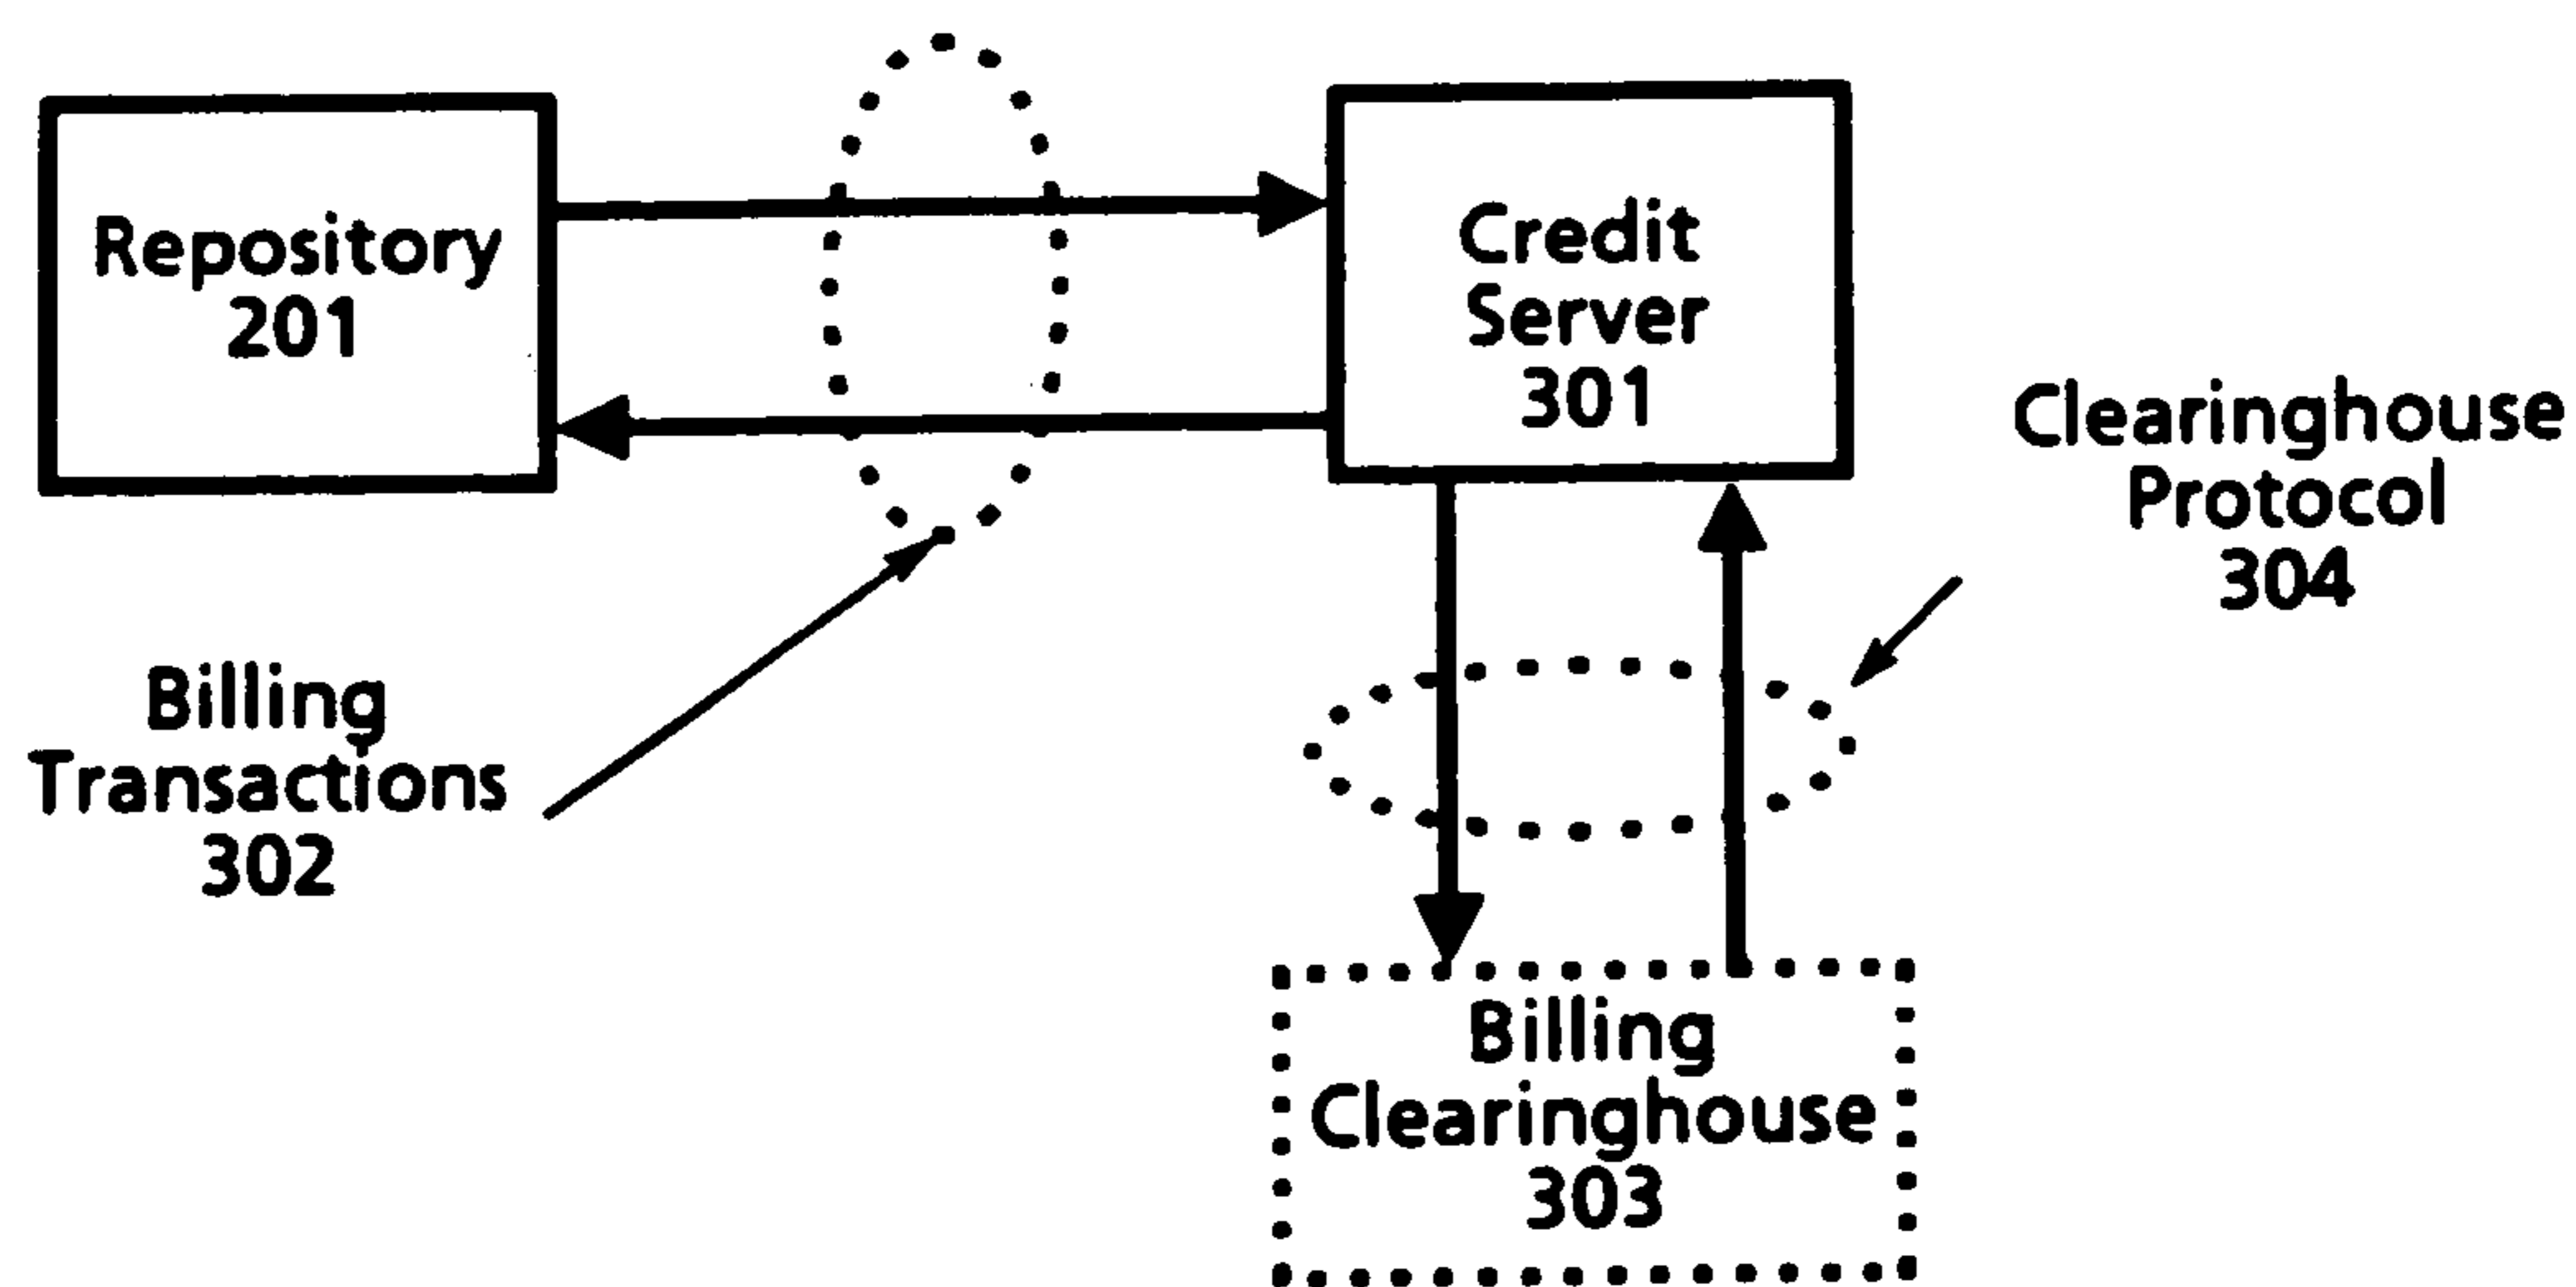 Repository
201
Credit
Server
301
Clearinghouse
Protocol
304
Billing
Transactions
302
Billing
Clearinghouse
303